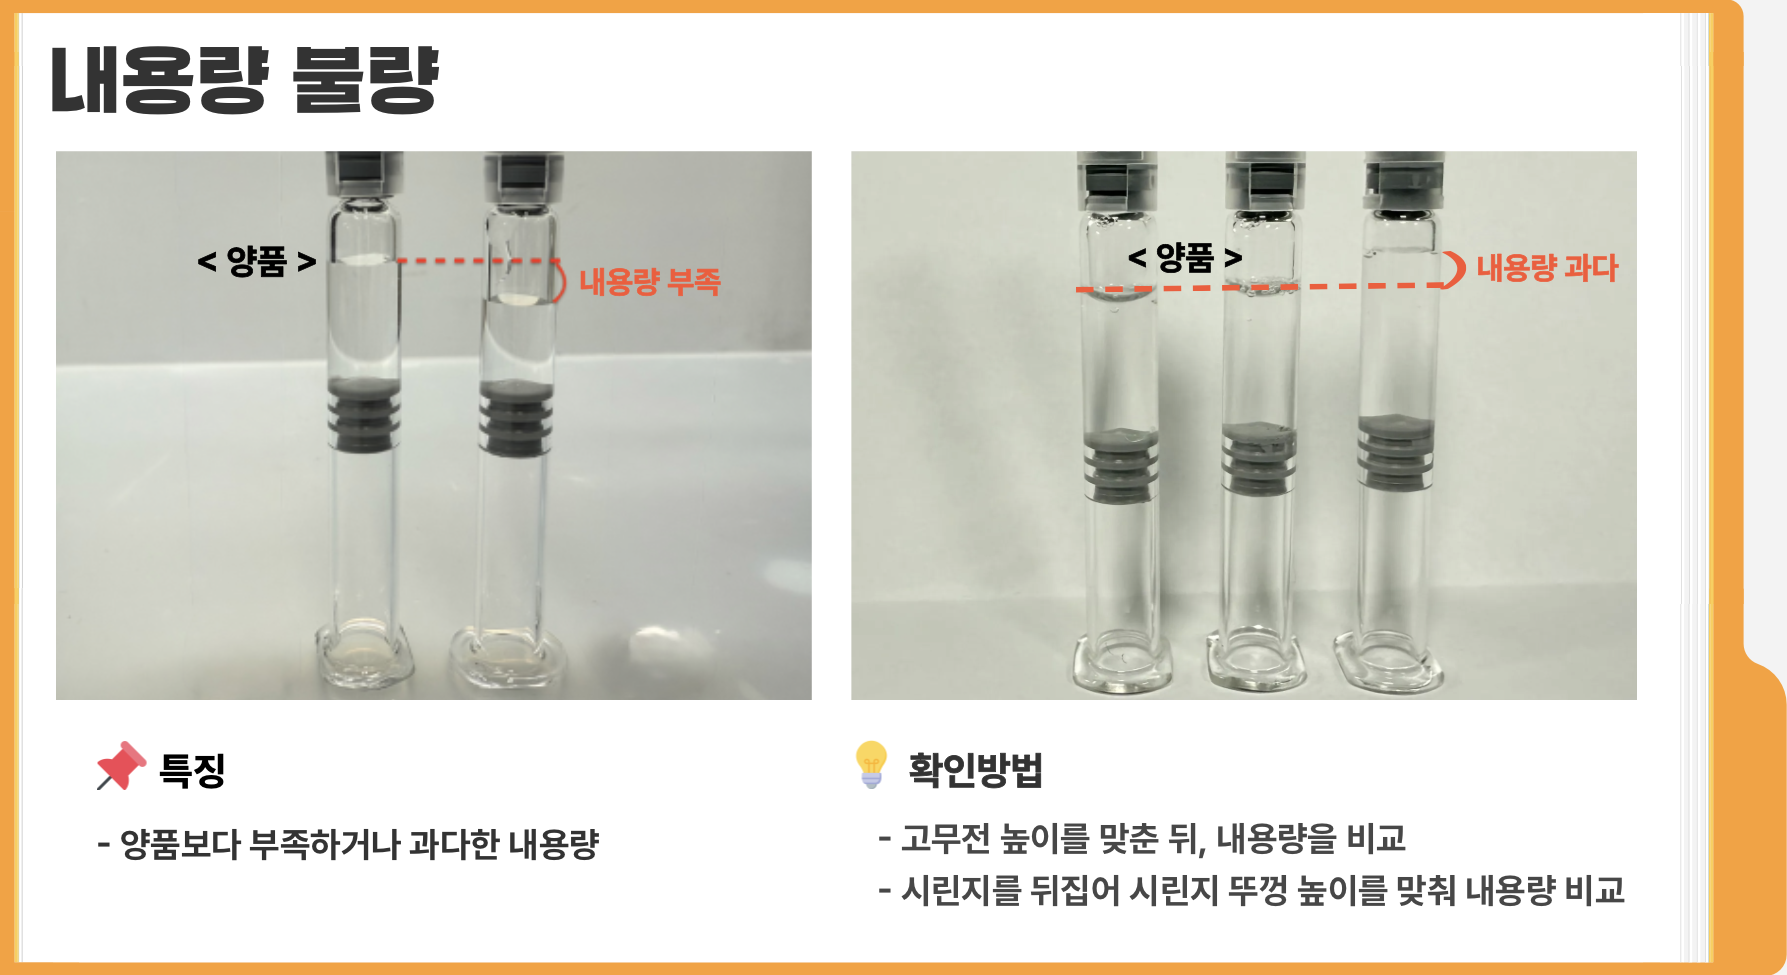 내용량 불량
< 양품 >
내용량 부족
< 양품 >
내용량 과다
특징
- 양품보다 부족하거나 과다한 내용량
확인방법
- 고무전 높이를 맞춘 뒤, 내용량을 비교
- 시린지를 뒤집어 시린지 뚜껑 높이를 맞춰 내용량 비교